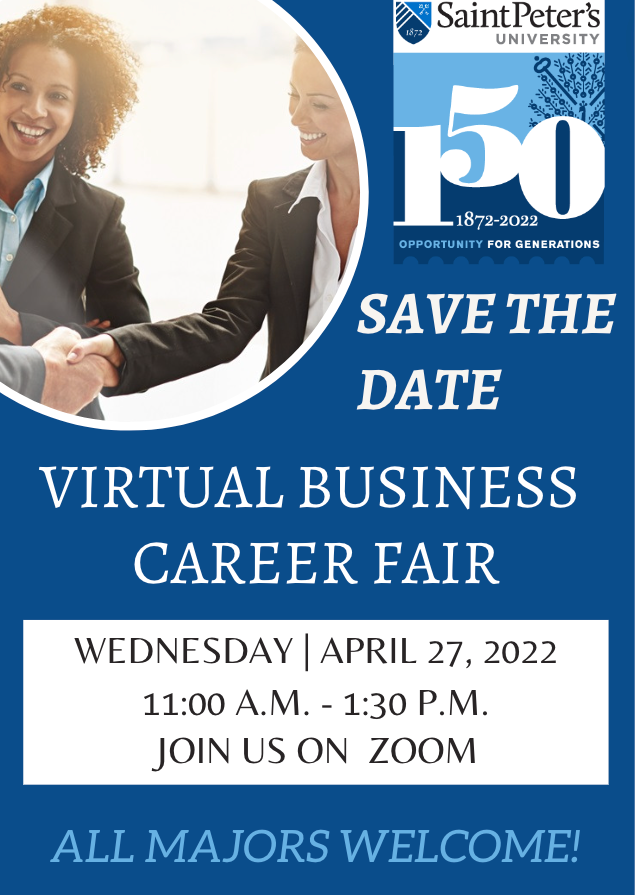 Saint Peter's
UNIVERSITY
1872
150
1872-2022
OPPORTUNITY FOR GENERATIONS
SAVE THE
DATE
VIRTUAL BUSINESS
CAREER FAIR
WEDNESDAY | APRIL 27, 2022
11:00 A.M. - 1:30 P.M.
JOIN US ON ZOOM
ALL MAJORS WELCOME!